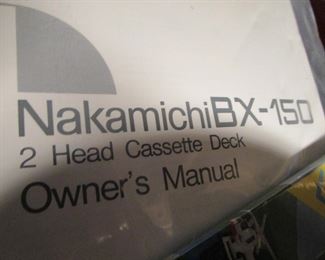 NakamichiBX-150
2 Head Cassette Deck
Owner's Manual